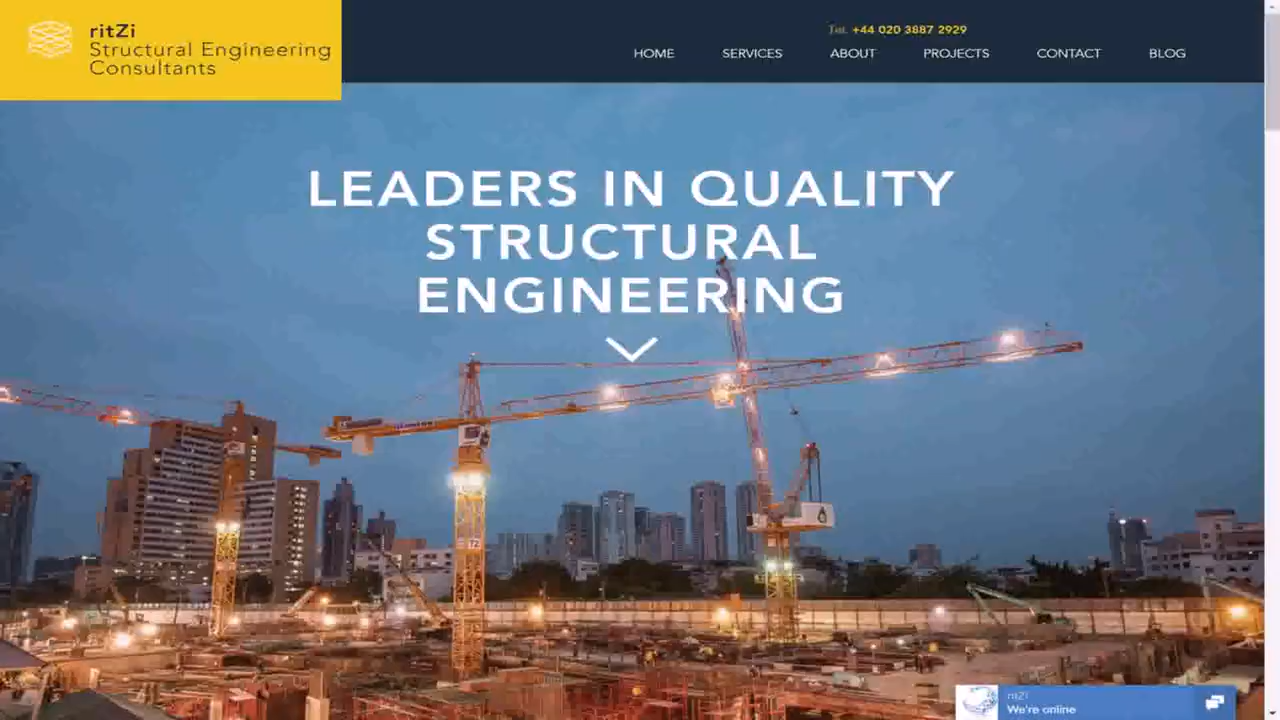 ritZi
Structural Engineering
Consultants
Tel. +44 020 3887 2929
HOME SERVICES ABOUT PROJECTS CONTACT BLOG
LEADERS IN QUALITY
STRUCTURAL
ENGINEERING
ritZi
We're online